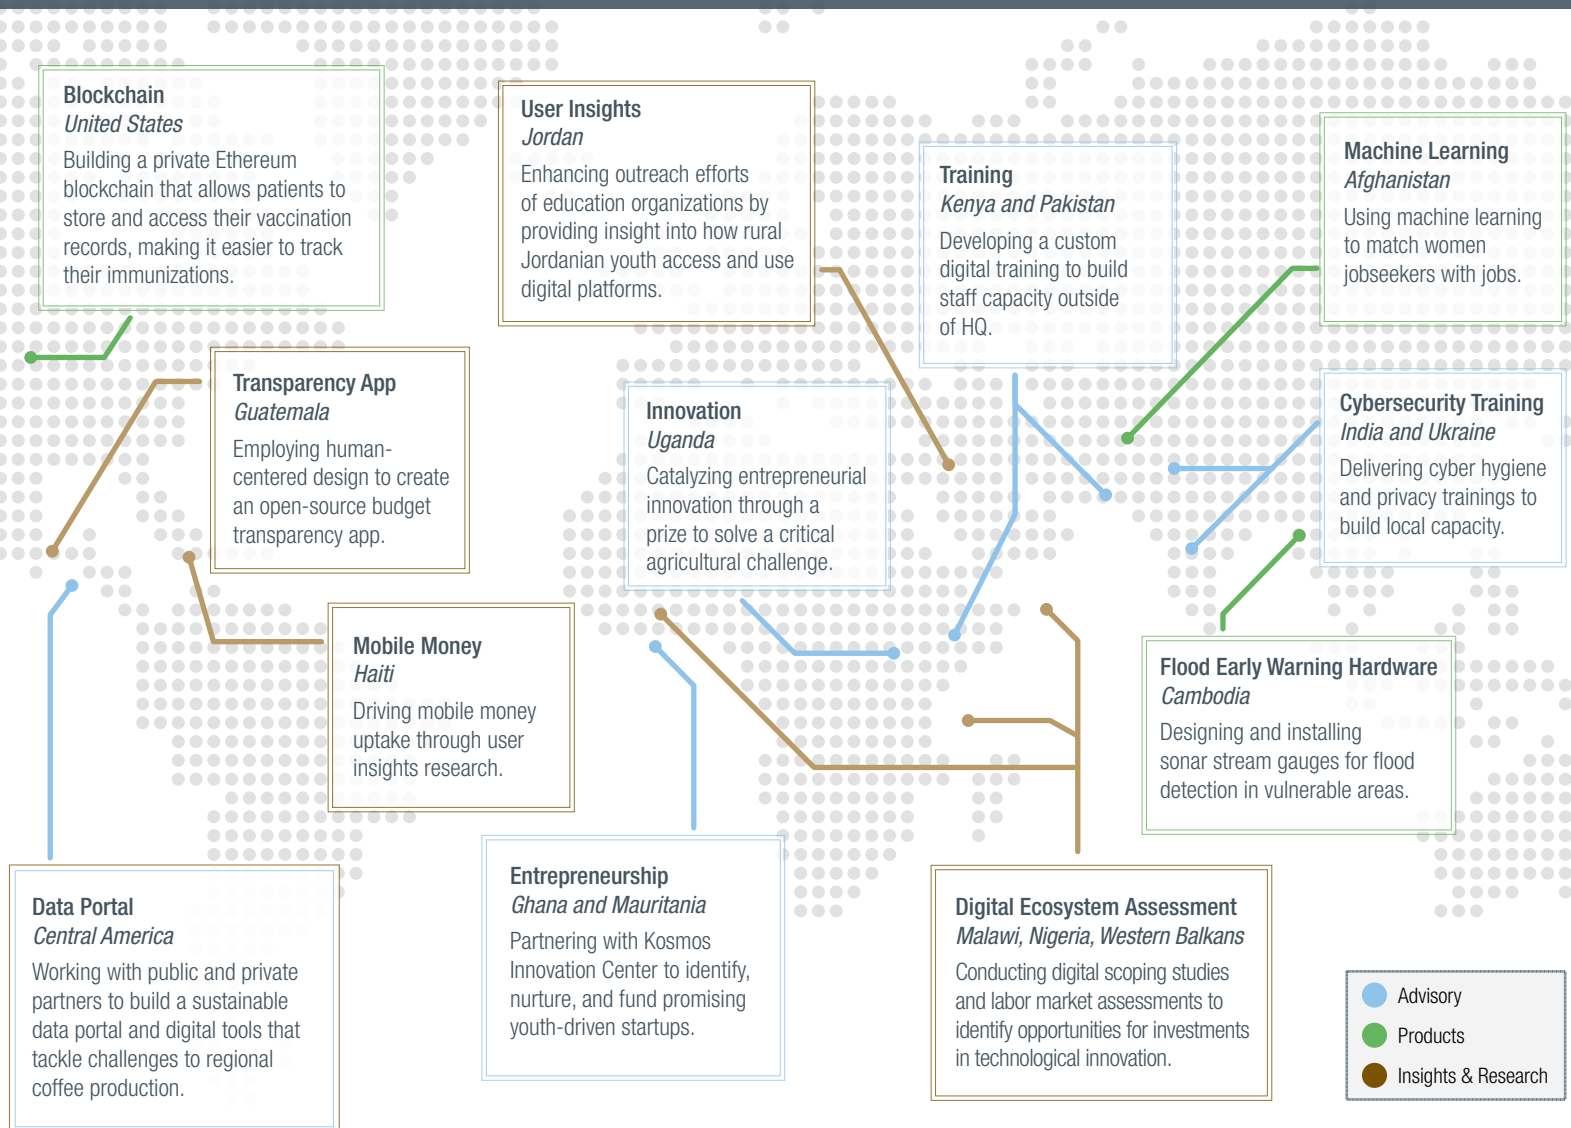 Blockchain
United States
Building a private Ethereum
blockchain that allows patients to
store and access their vaccination
records, making it easier to track
their immunizations.
User Insights
Jordan
Enhancing outreach efforts
of education organizations by
providing insight into how rural
Jordanian youth access and use
digital platforms.
Training
Kenya and Pakistan
Developing a custom
digital training to build
staff capacity outside
of HQ.
Machine Learning
Afghanistan
Using machine learning
to match women
jobseekers with jobs.
Transparency App
Guatemala
Employing human-
centered design to create
an open-source budget
transparency app.
Innovation
Uganda
Catalyzing entrepreneurial
innovation through a
prize to solve a critical
agricultural challenge.
Cybersecurity Training
India and Ukraine
Delivering cyber hygiene
and privacy trainings to
build local capacity.
Mobile Money
Haiti
Driving mobile money
uptake through user
insights research.
Flood Early Warning Hardware
Cambodia
Designing and installing
sonar stream gauges for flood
detection in vulnerable areas.
Data Portal
Central America
Working with public and private
partners to build a sustainable
data portal and digital tools that
tackle challenges to regional
coffee production.
Entrepreneurship
Ghana and Mauritania
Partnering with Kosmos
Innovation Center to identify,
nurture, and fund promising
youth-driven startups.
Digital Ecosystem Assessment
Malawi, Nigeria, Western Balkans
Conducting digital scoping studies
and labor market assessments to
identify opportunities for investments
in technological innovation.
Advisory
Products
Insights & Research